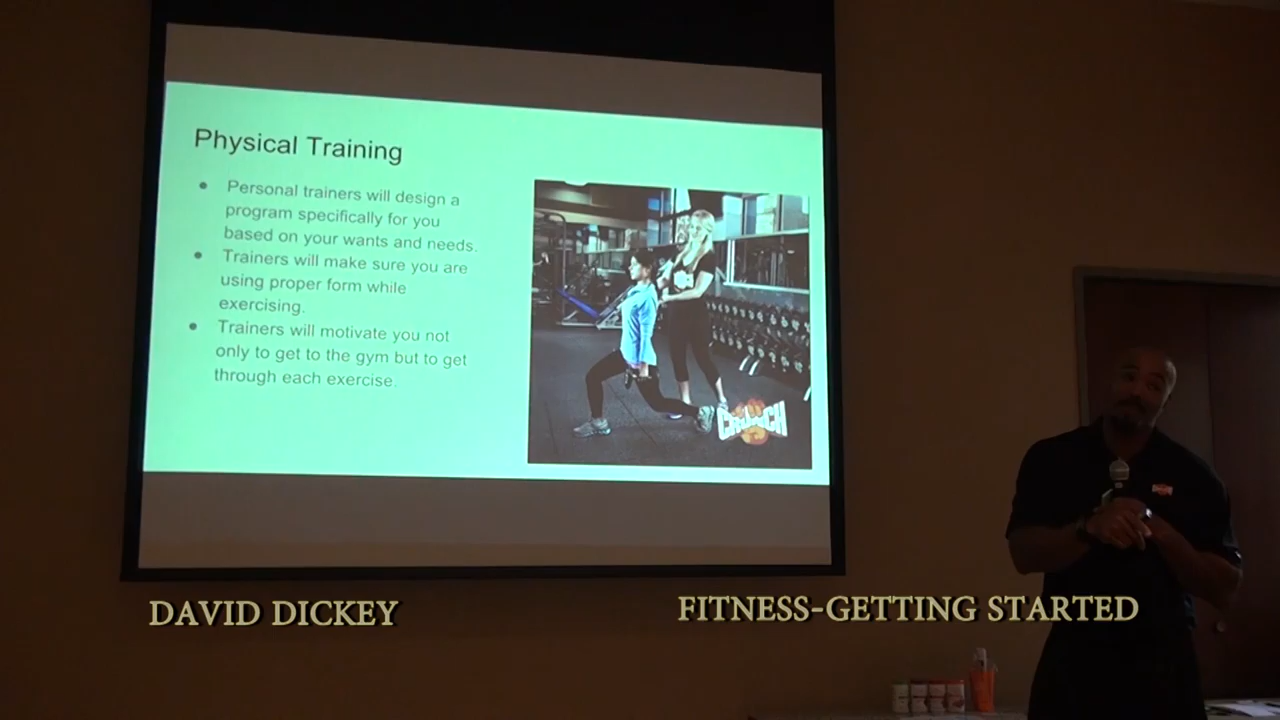 Physical Training
● Personal trainers will design a
program specifically for you
based on your wants and needs.
● Trainers will make sure you are
using proper form while
exercising.
● Trainers will motivate you not
only to get to the gym but to get
through each exercise.
CRUNCH
DAVID DICKEY
FITNESS-GETTING STARTED